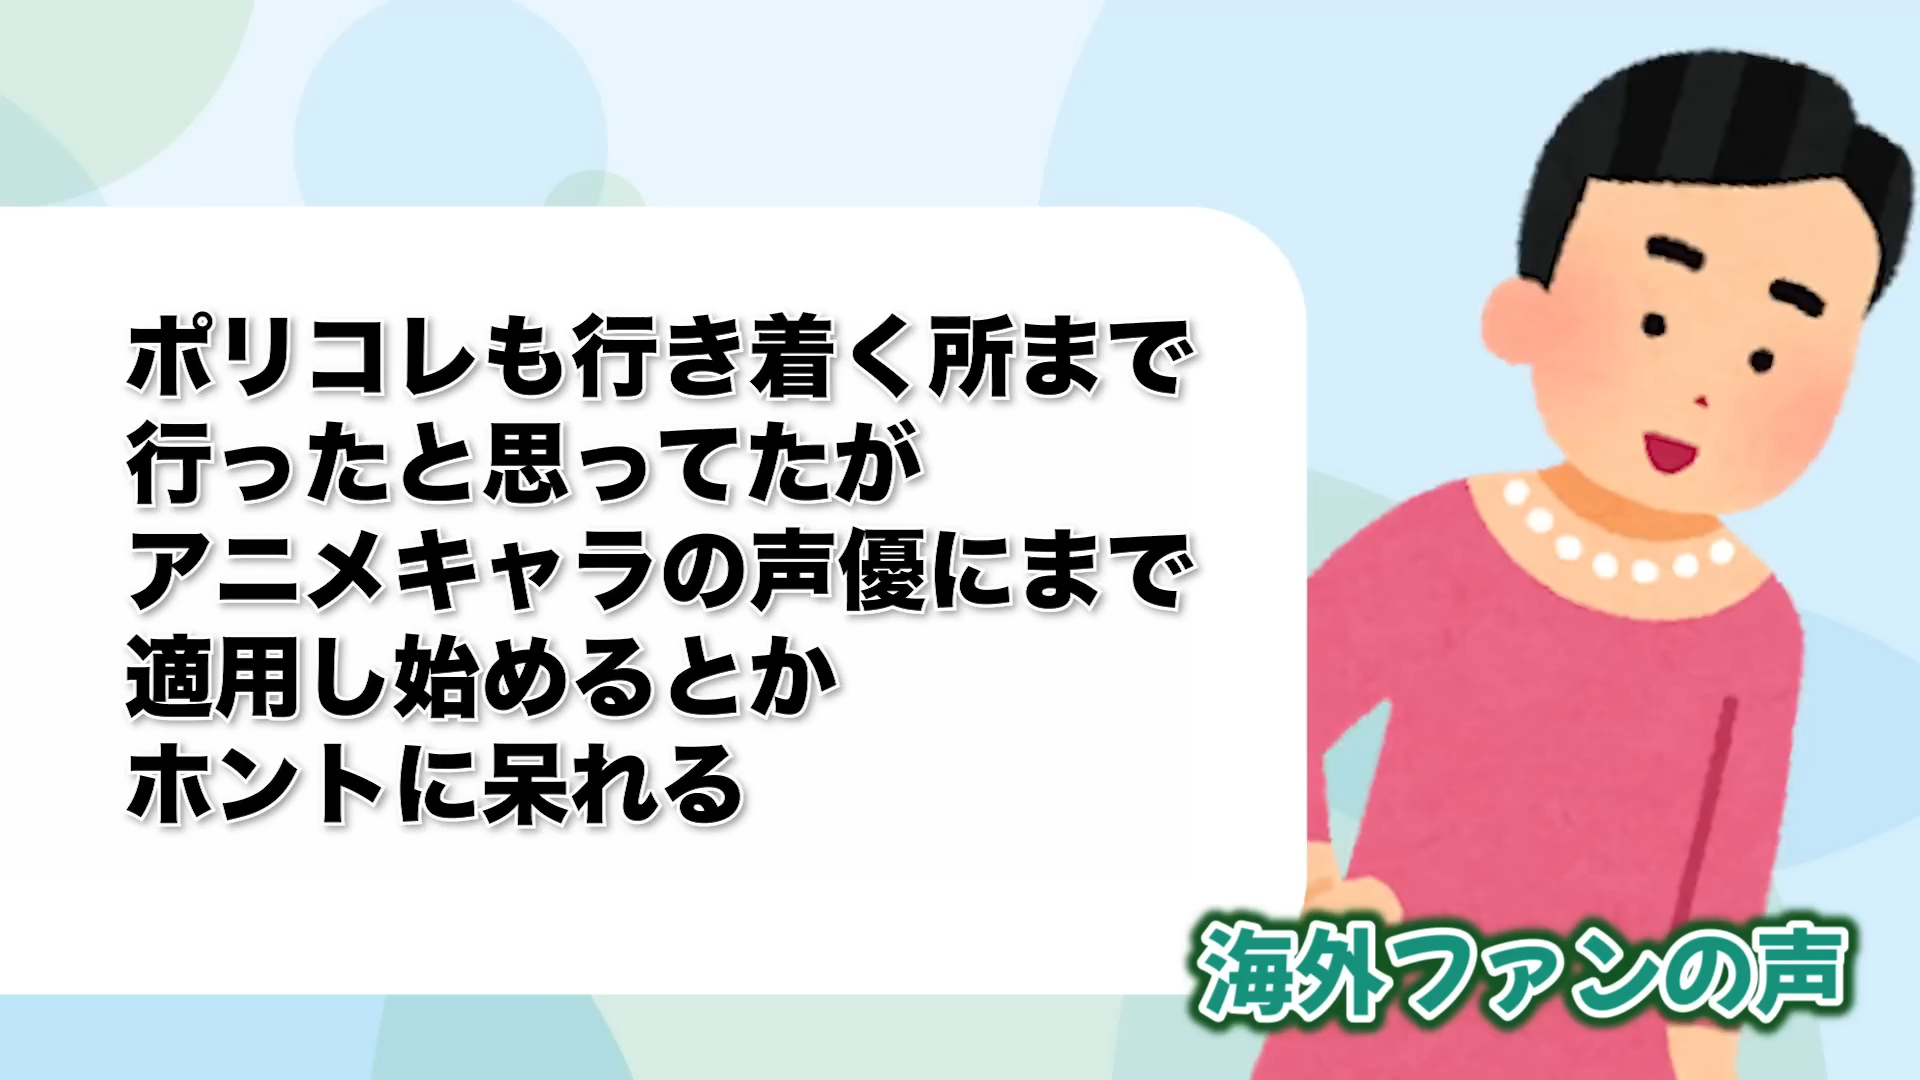 ポリコレも行き着く所まで
行ったと思ってたが
アニメキャラの声優にまで
適用し始めるとか
ホントに呆れる
海外ファンの声